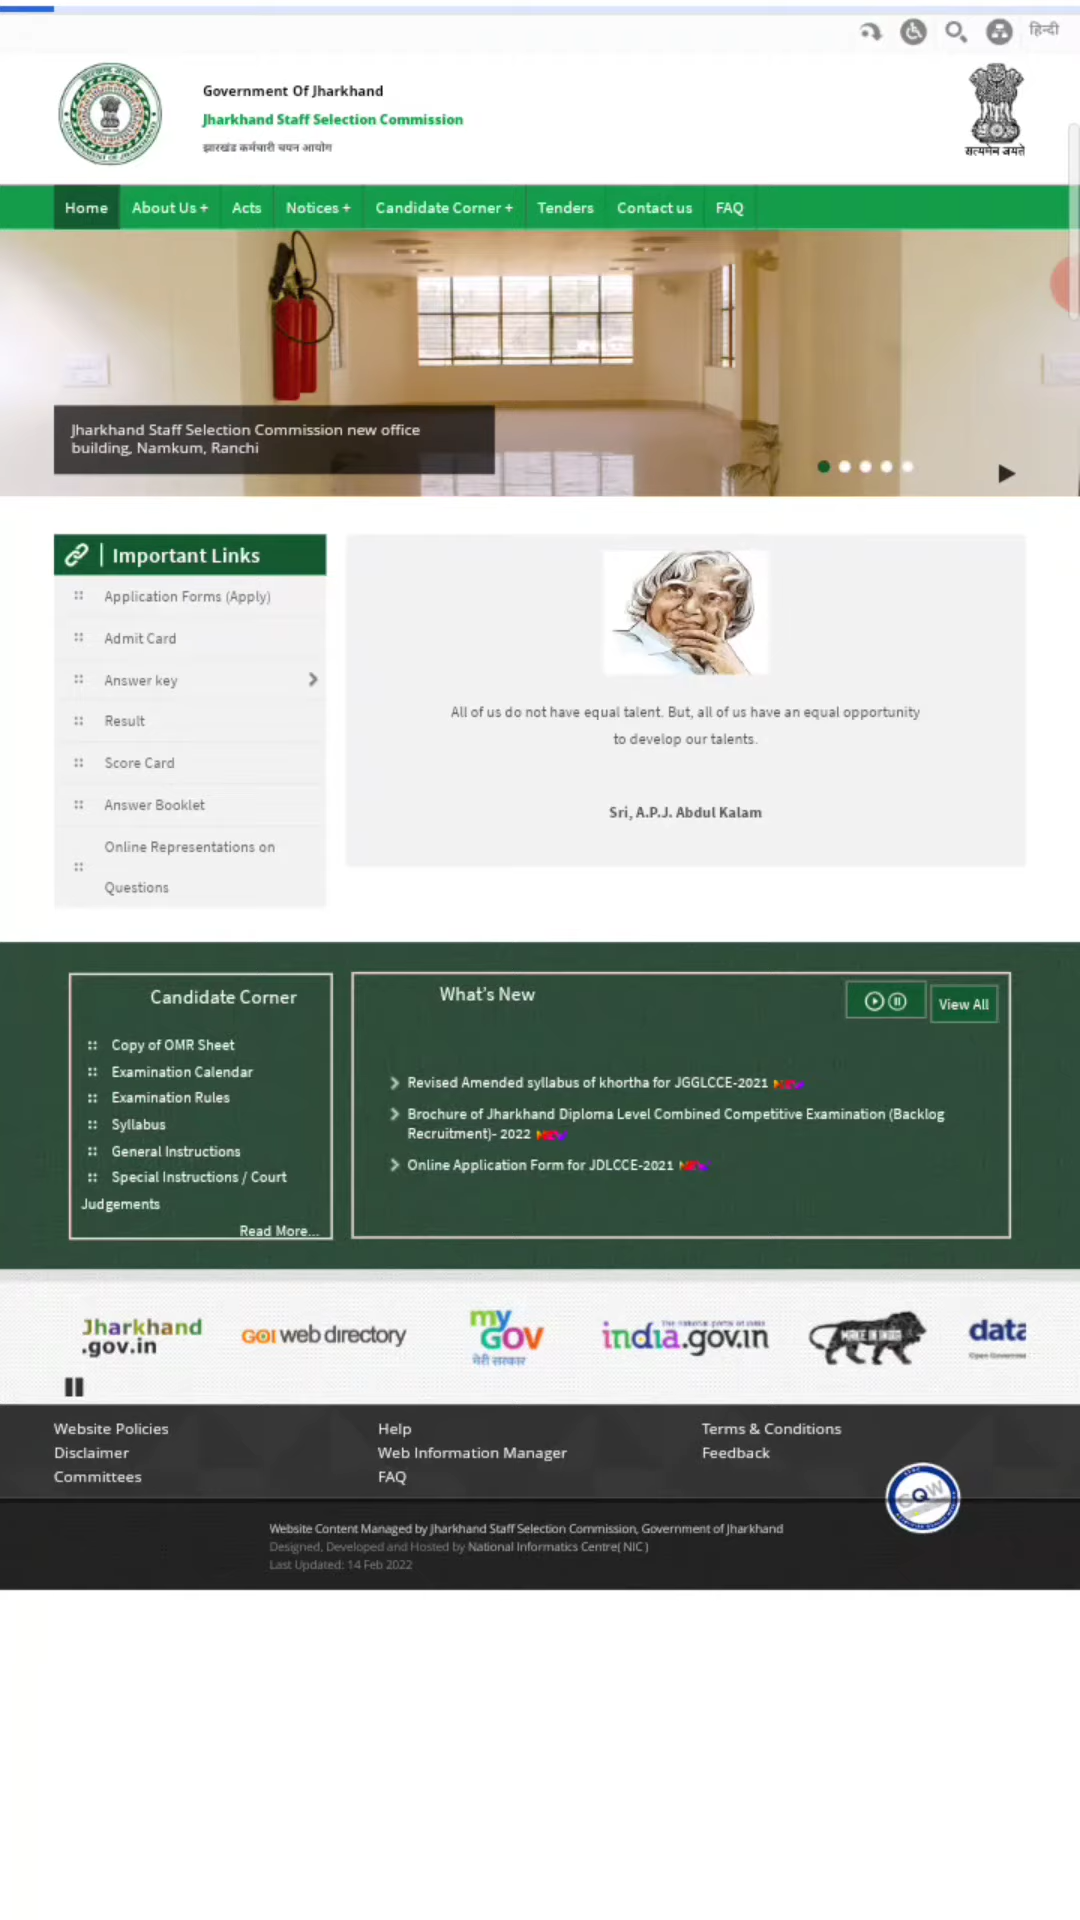 हिन्दी
Government Of Jharkhand
Jharkhand Staff Selection Commission
झारखंड कर्मचारी चयन आयोग
सत्यमेव जयते
Home
About Us +
Acts
Notices +
Candidate Corner +
Tenders
Contact us
FAQ
Jharkhand Staff Selection Commission new office
building, Namkum, Ranchi
Important Links
Application Forms (Apply)
Admit Card
Answer key
Result
Score Card
Answer Booklet
Online Representations on
Questions
All of us do not have equal talent. But, all of us have an equal opportunity
to develop our talents.
Sri, A.P.J. Abdul Kalam
Candidate Corner
Copy of OMR Sheet
Examination Calendar
Examination Rules
Syllabus
General Instructions
Special Instructions / Court
Judgements
Read More...
What's New
View All
Revised Amended syllabus of khortha for JGGLCCE-2021
Brochure of Jharkhand Diploma Level Combined Competitive Examination (Backlog
Recruitment)- 2022
Online Application Form for JDLCCE-2021
Jharkhand
.gov.in
GOI web directory
my
GOV
मेरी सरकार
india.gov.in
MAKE IN INDIA
data
Website Policies
Help
Terms & Conditions
Disclaimer
Web Information Manager
Feedback
Committees
FAQ
CQW
Website Content Managed by Jharkhand Staff Selection Commission, Government of Jharkhand
Designed, Developed and Hosted by National Informatics Centre( NIC )
Last Updated: 14 Feb 2022